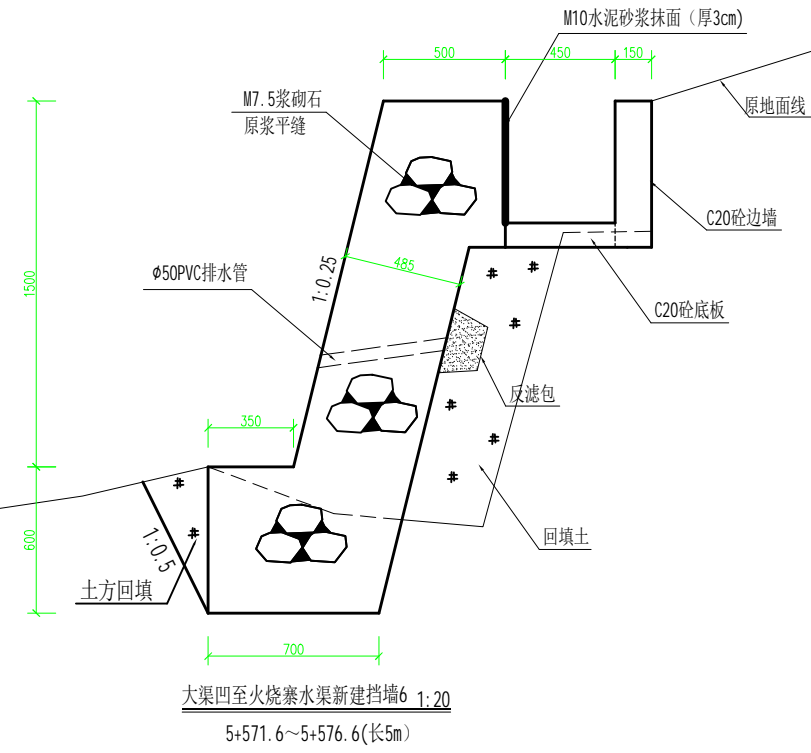 M10水泥砂浆抹面（厚3cm)
500
450
150
M7.5浆砌石
原浆平缝
原地面线
C20砼边墙
1:0.25
485
ϕ50PVC排水管
1500
C20砼底板
反滤包
350
600
1:0.5
回填土
土方回填
700
大渠凹至火烧寨水渠新建挡墙6 1:20
5+571.6～5+576.6(长5m）